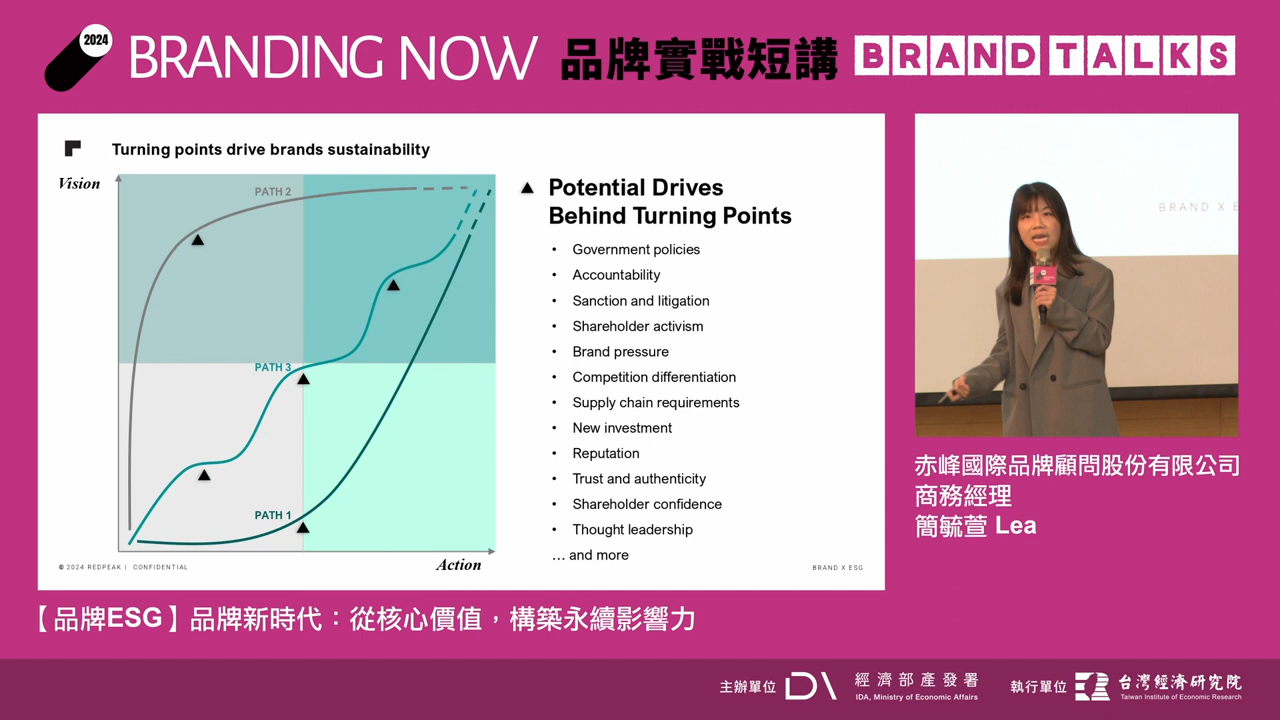 2024
BRANDING NOW 品牌實戰短講 BRAND TALKS
Turning points drive brands sustainability
Vision
PATH 2
PATH 3
PATH 1
Action
© 2024 REDPEAK | CONFIDENTIAL
BRAND X ESG
Potential Drives
Behind Turning Points
• Government policies
• Accountability
• Sanction and litigation
• Shareholder activism
• Brand pressure
• Competition differentiation
• Supply chain requirements
• New investment
• Reputation
• Trust and authenticity
• Shareholder confidence
• Thought leadership
... and more
BRAND X E
赤峰國際品牌顧問股份有限公司
商務經理
簡毓萱 Lea
【品牌ESG】品牌新時代：從核心價值，構築永續影響力
主辦單位 IDA 經濟部產發署
IDA, Ministry of Economic Affairs
執行單位 台灣經濟研究院
Taiwan Institute of Economic Research